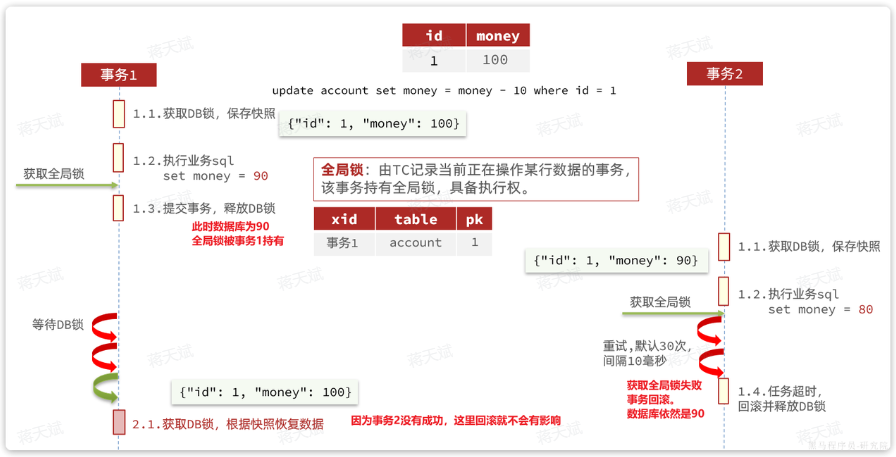 id money
1 100
事务1
事务2
update account set money = money - 10 where id = 1
1.1.获取DB锁，保存快照
{"id": 1, "money": 100}
1.2.执行业务sql
set money = 90
获取全局锁
全局锁：由TC记录当前正在操作某行数据的事务，
该事务持有全局锁，具备执行权。
1.3.提交事务，释放DB锁
此时数据库为90
全局锁被事务1持有
xid table pk
事务1 account 1
1.1.获取DB锁，保存快照
{"id": 1, "money": 90}
1.2.执行业务sql
set money = 80
获取全局锁
等待DB锁
重试,默认30次，
间隔10毫秒
获取全局锁失败
事务回滚。
数据库依然是90
1.4.任务超时，
回滚并释放DB锁
{"id": 1, "money": 100}
2.1.获取DB锁，根据快照恢复数据
因为事务2没有成功，这里回滚就不会有影响
蒋天斌
黑马程序员-研究院